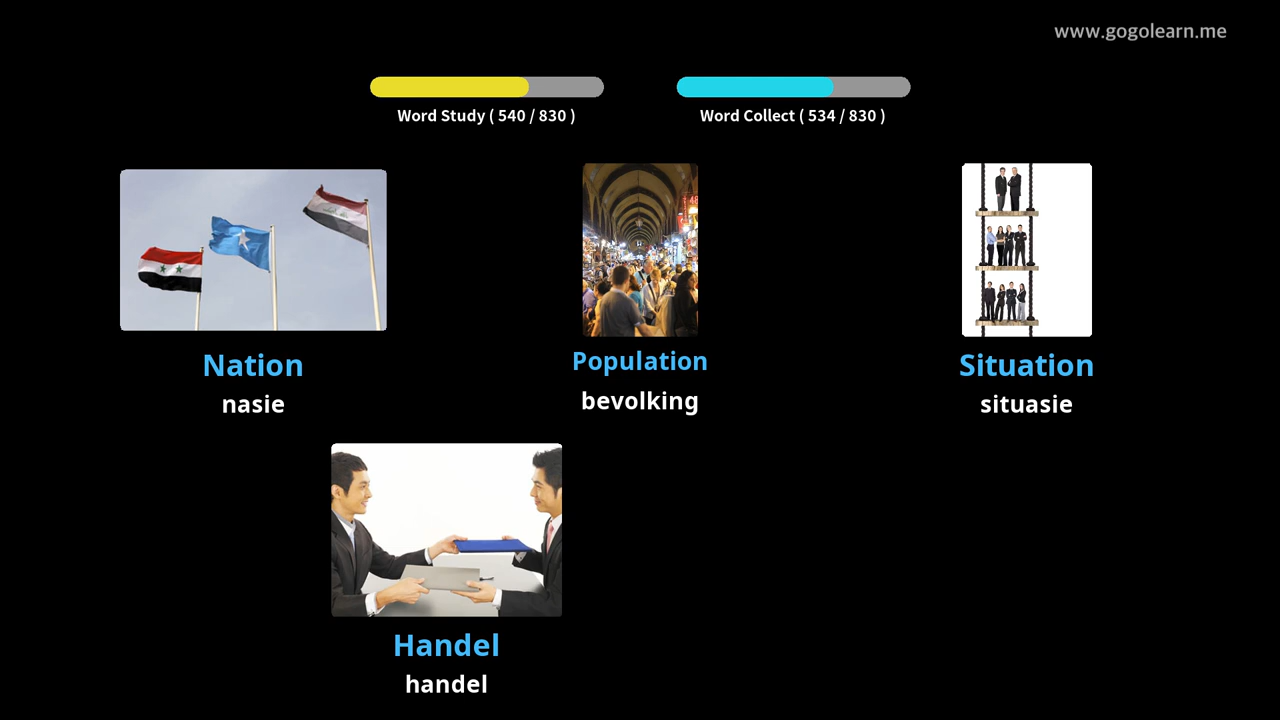 www.gogolearn.me
Word Study ( 540 / 830 )
Word Collect ( 534 / 830 )
Nation
nasie
Population
bevolking
Situation
situasie
Handel
handel